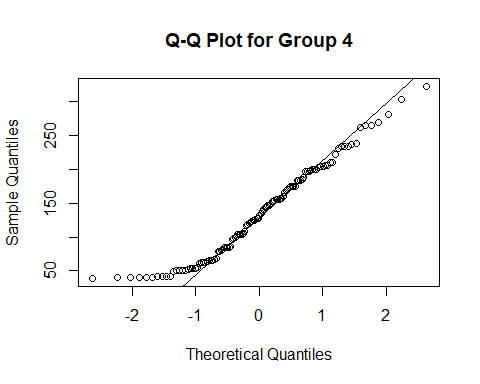 Q-Q Plot for Group 4
Sample Quantiles
250
150
50
-2 -1 0 1 2
Theoretical Quantiles